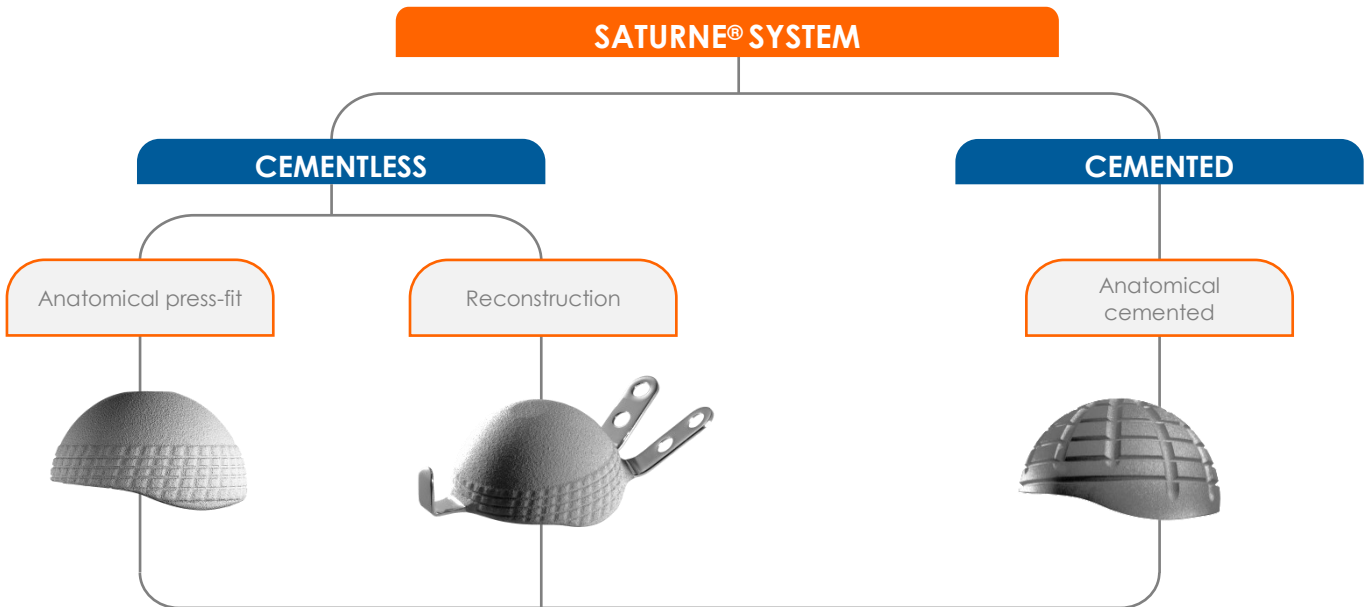 SATURNE® SYSTEM
CEMENTLESS
CEMENTED
Anatomical press-fit
Reconstruction
Anatomical
cemented